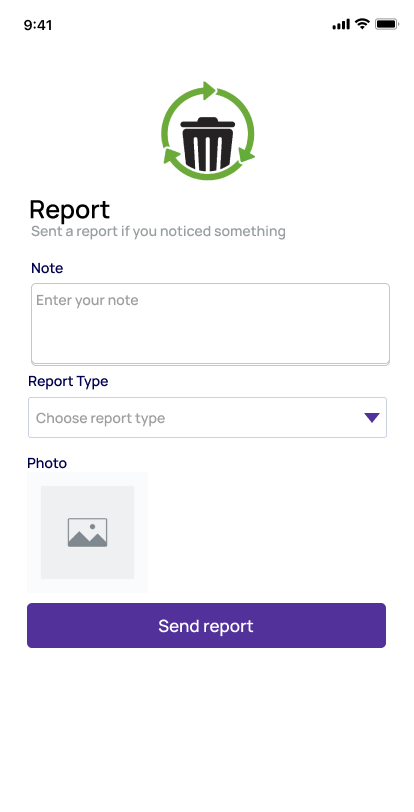 9:41
Report
Sent a report if you noticed something
Note
Enter your note
Report Type
Choose report type
Photo
Send report